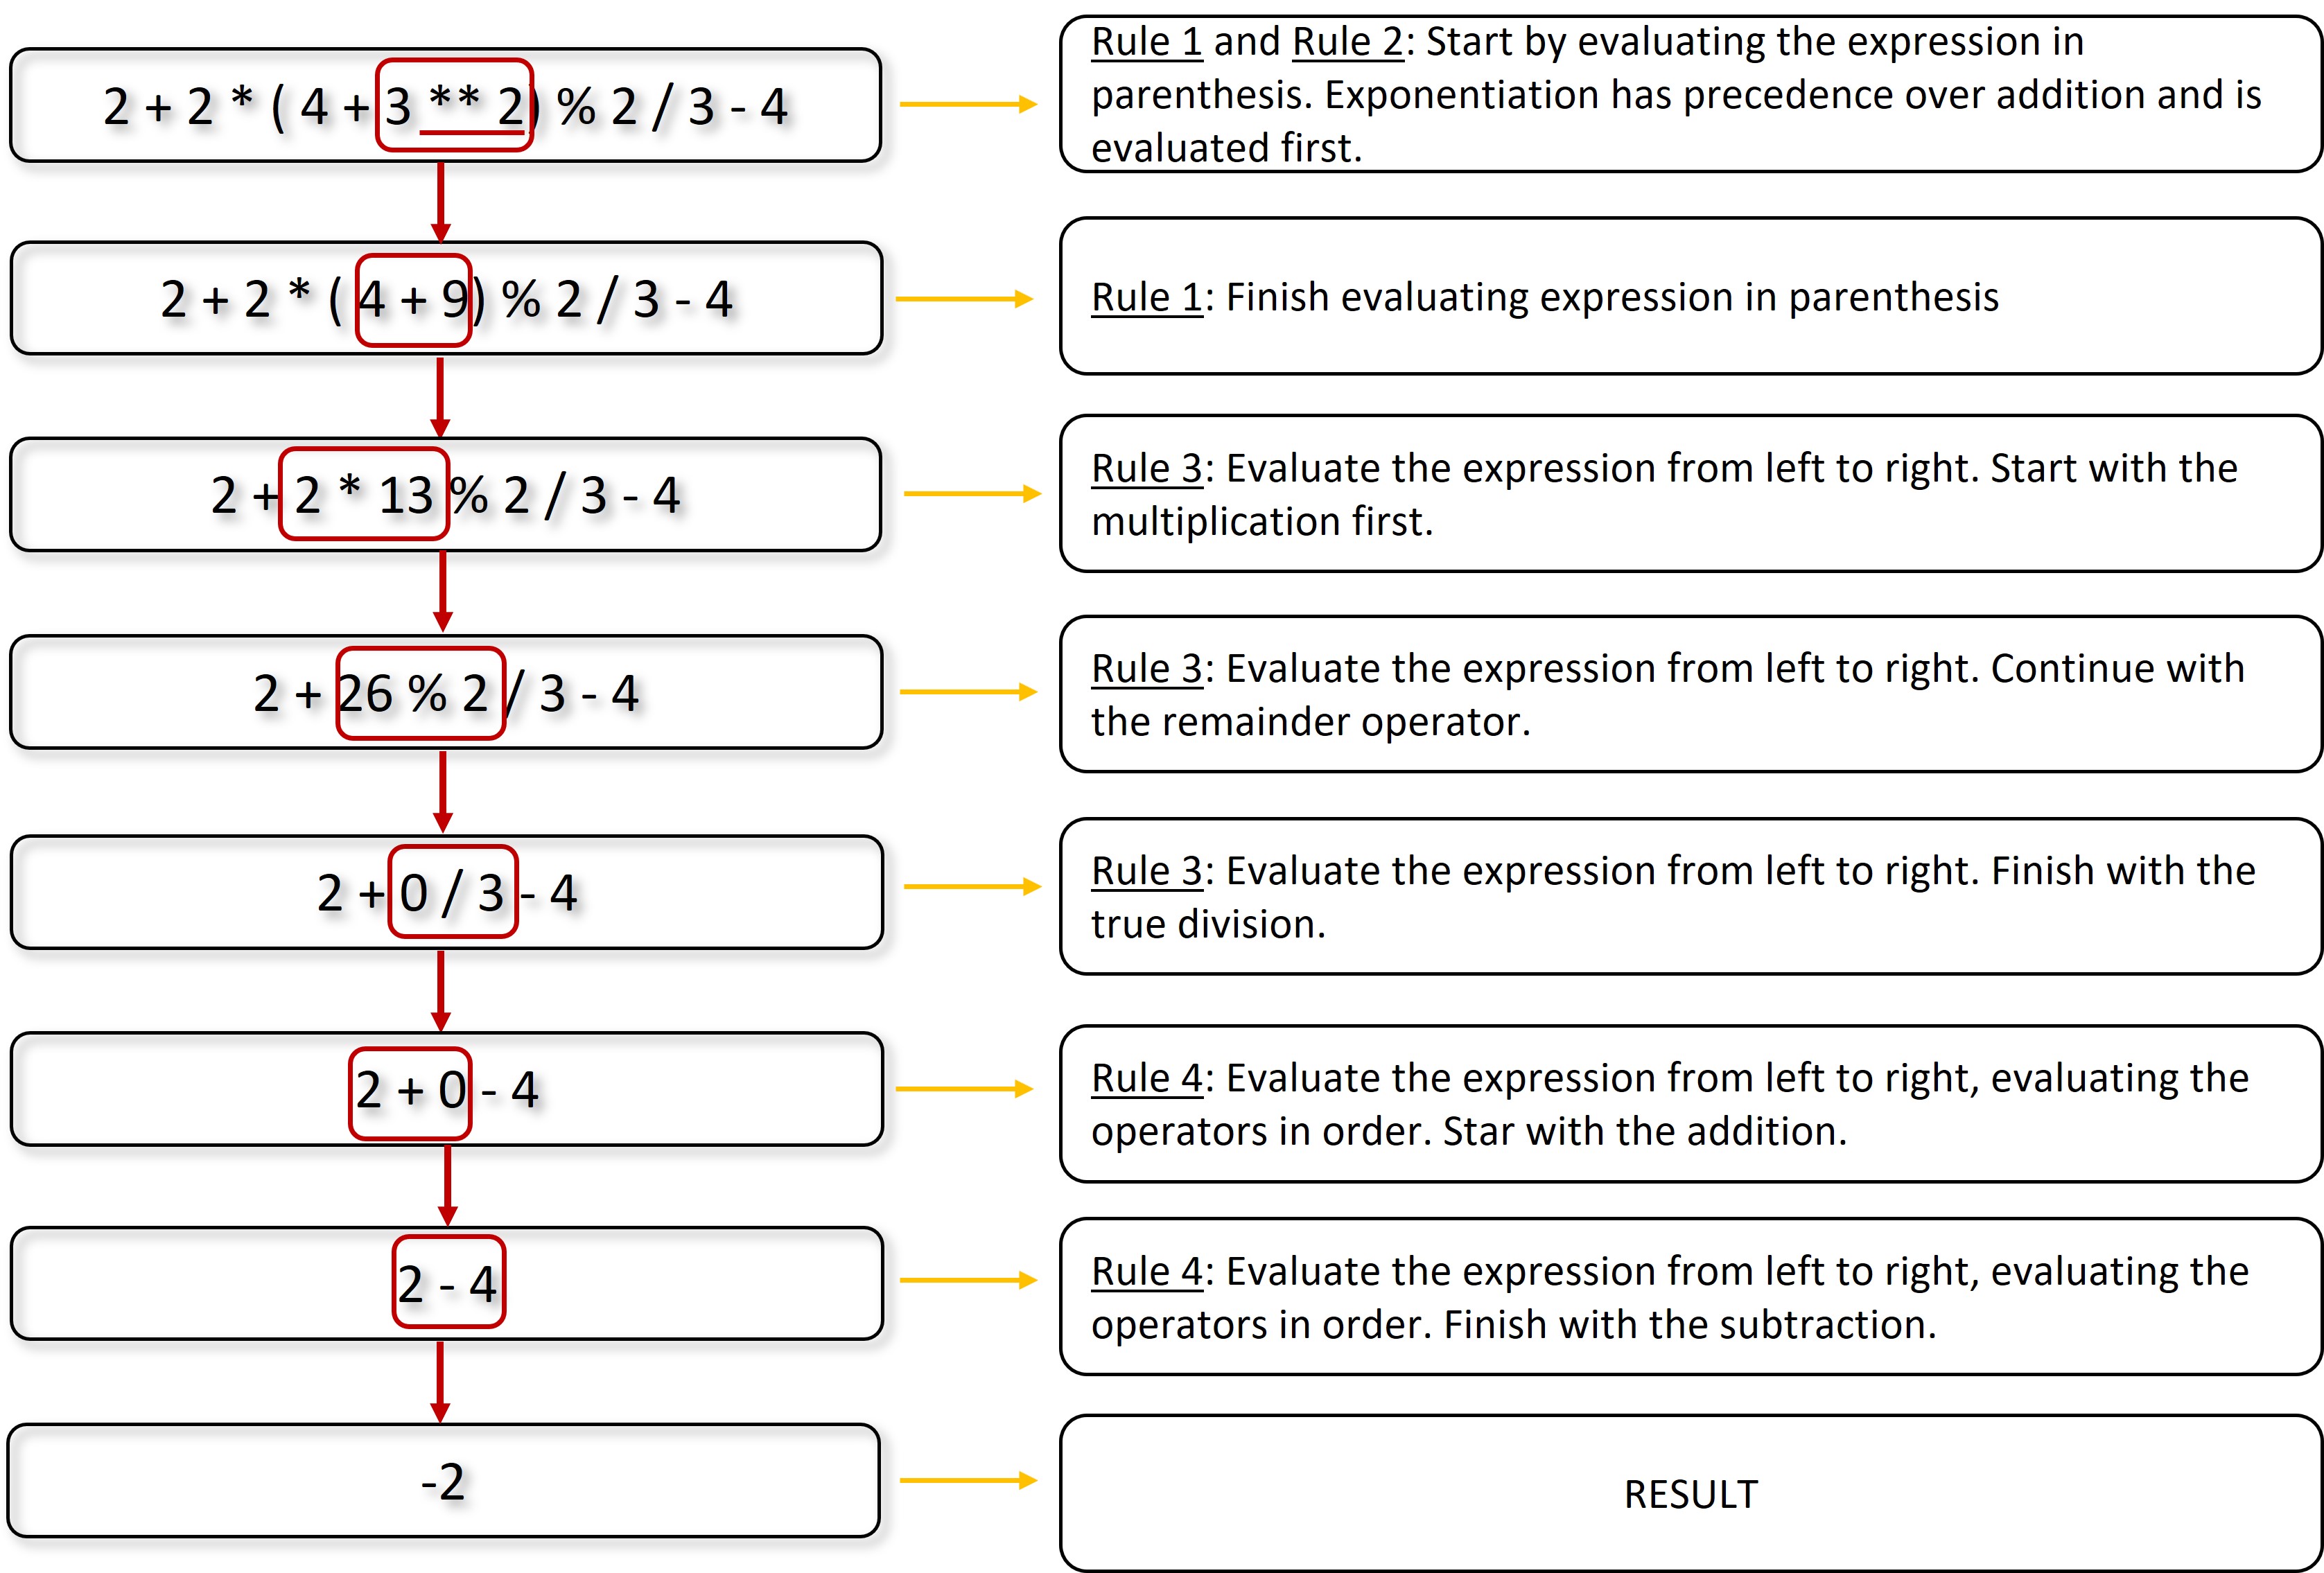 2 + 2 * ( 4 + 3 ** 2) % 2 / 3 - 4
Rule 1 and Rule 2: Start by evaluating the expression in
parenthesis. Exponentiation has precedence over addition and is
evaluated first.
2 + 2 * ( 4 + 9) % 2 / 3 - 4
Rule 1: Finish evaluating expression in parenthesis
2 + 2 * 13 % 2 / 3 - 4
Rule 3: Evaluate the expression from left to right. Start with the
multiplication first.
2 + 26 % 2 / 3 - 4
Rule 3: Evaluate the expression from left to right. Continue with
the remainder operator.
2 + 0 / 3 - 4
Rule 3: Evaluate the expression from left to right. Finish with the
true division.
2 + 0 - 4
Rule 4: Evaluate the expression from left to right, evaluating the
operators in order. Star with the addition.
2 - 4
Rule 4: Evaluate the expression from left to right, evaluating the
operators in order. Finish with the subtraction.
-2
RESULT